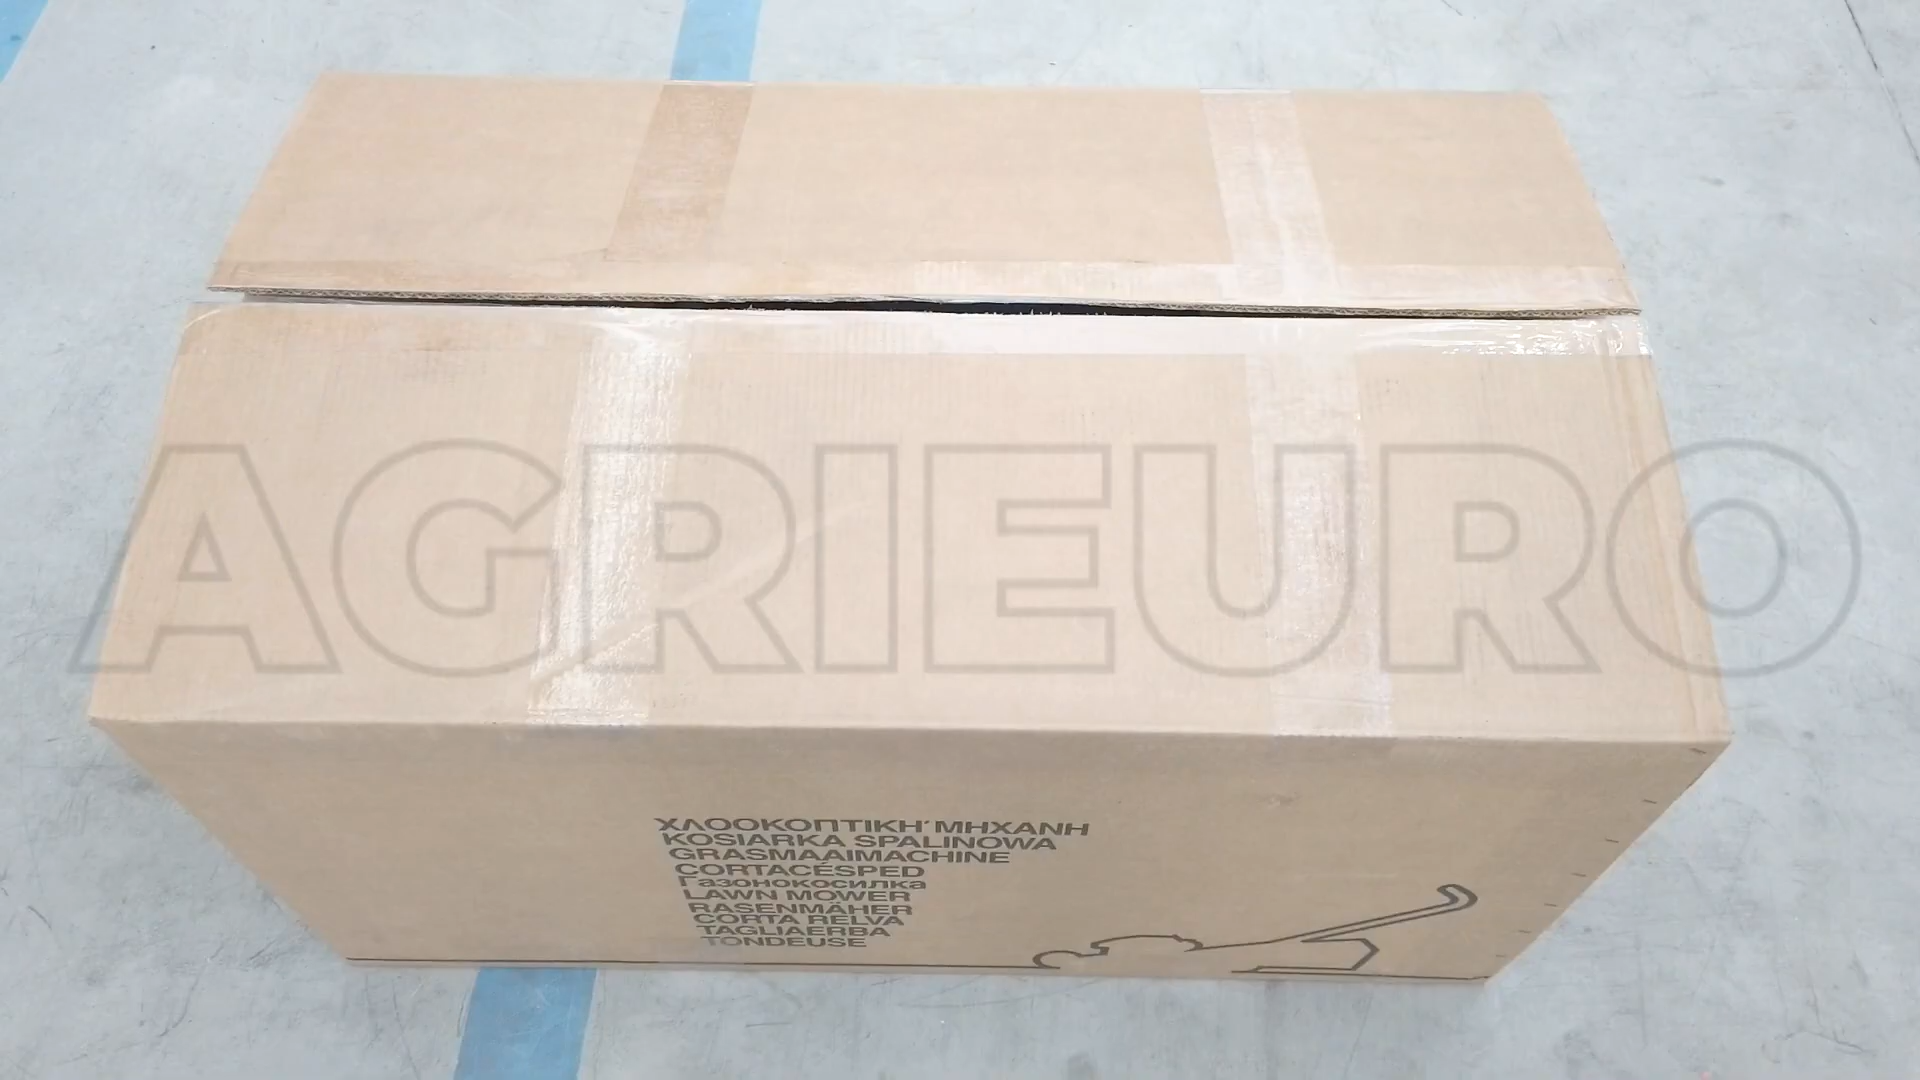 AGRIEURO
ΧΛΟΟΚΟΠΤΙΚΗ΄ ΜΗΧΑΝΗ
KOSIARKA SPALINOWA
GRASMAAIMACHINE
CORTACÉSPED
Газонокосилка
LAWN MOWER
RASENMÄHER
CORTA RELVA
TAGLIAERBA
TONDEUSE